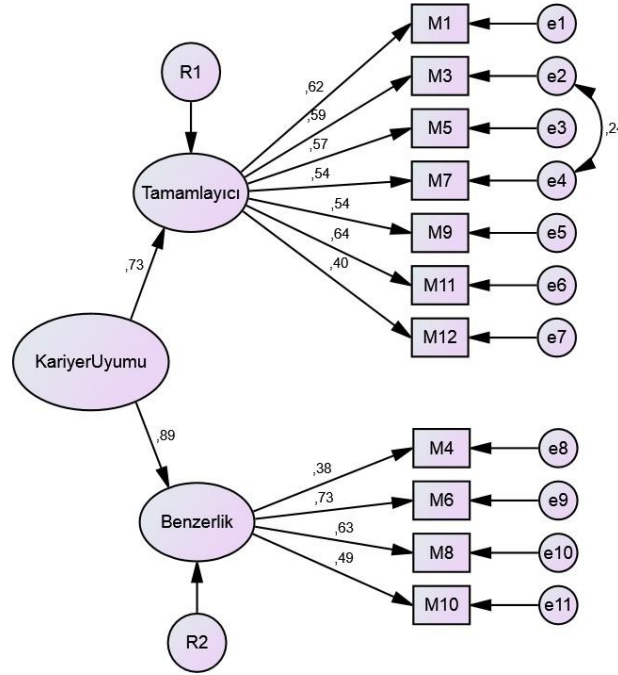 M1
e1
R1
,62
M3
e2
,59
M5
e3
,24
,57
M7
e4
,54
Tamamlayıcı
,54
M9
e5
,64
M11
e6
,40
M12
e7
,73
KariyerUyumu
,89
,38
M4
e8
,73
M6
e9
Benzerlik
,63
M8
e10
,49
M10
e11
R2